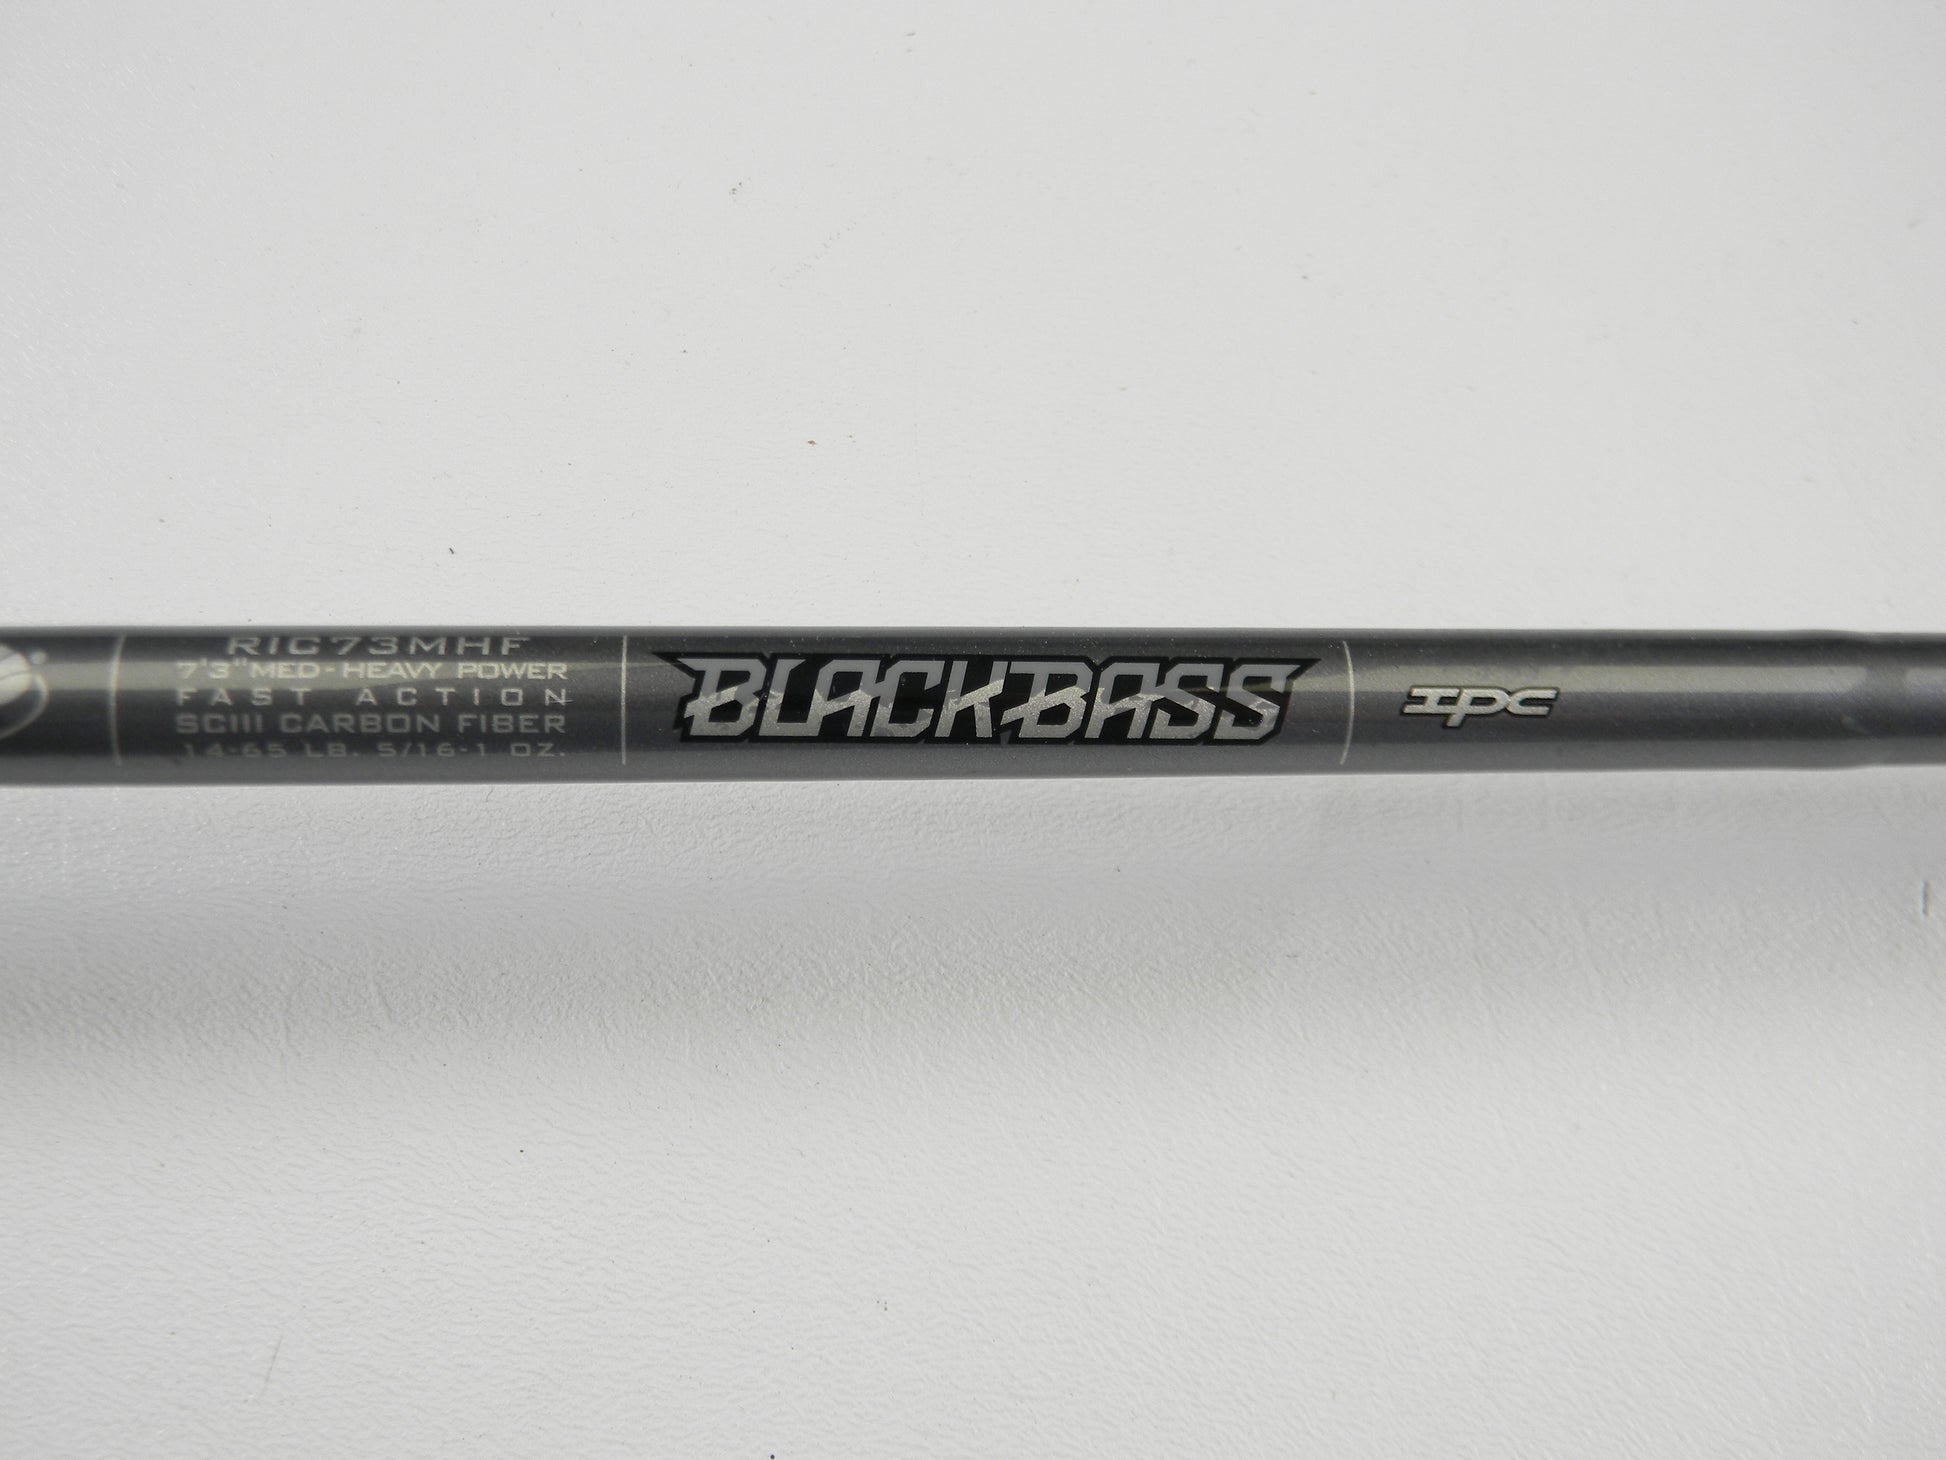 RIC73MHF
7'3" MED-HEAVY POWER
FAST ACTION
SCIII CARBON FIBER
14-65 LB. 5/16-1 OZ.
BLACKBASS
IPC